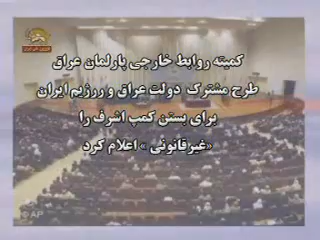 کمیته روابط خارجی پارلمان عراق
طرح مشترک دولت عراق و رژیم ایران
برای بستن کمپ اشرف را
«غیرقانونی» اعلام کرد
© AP